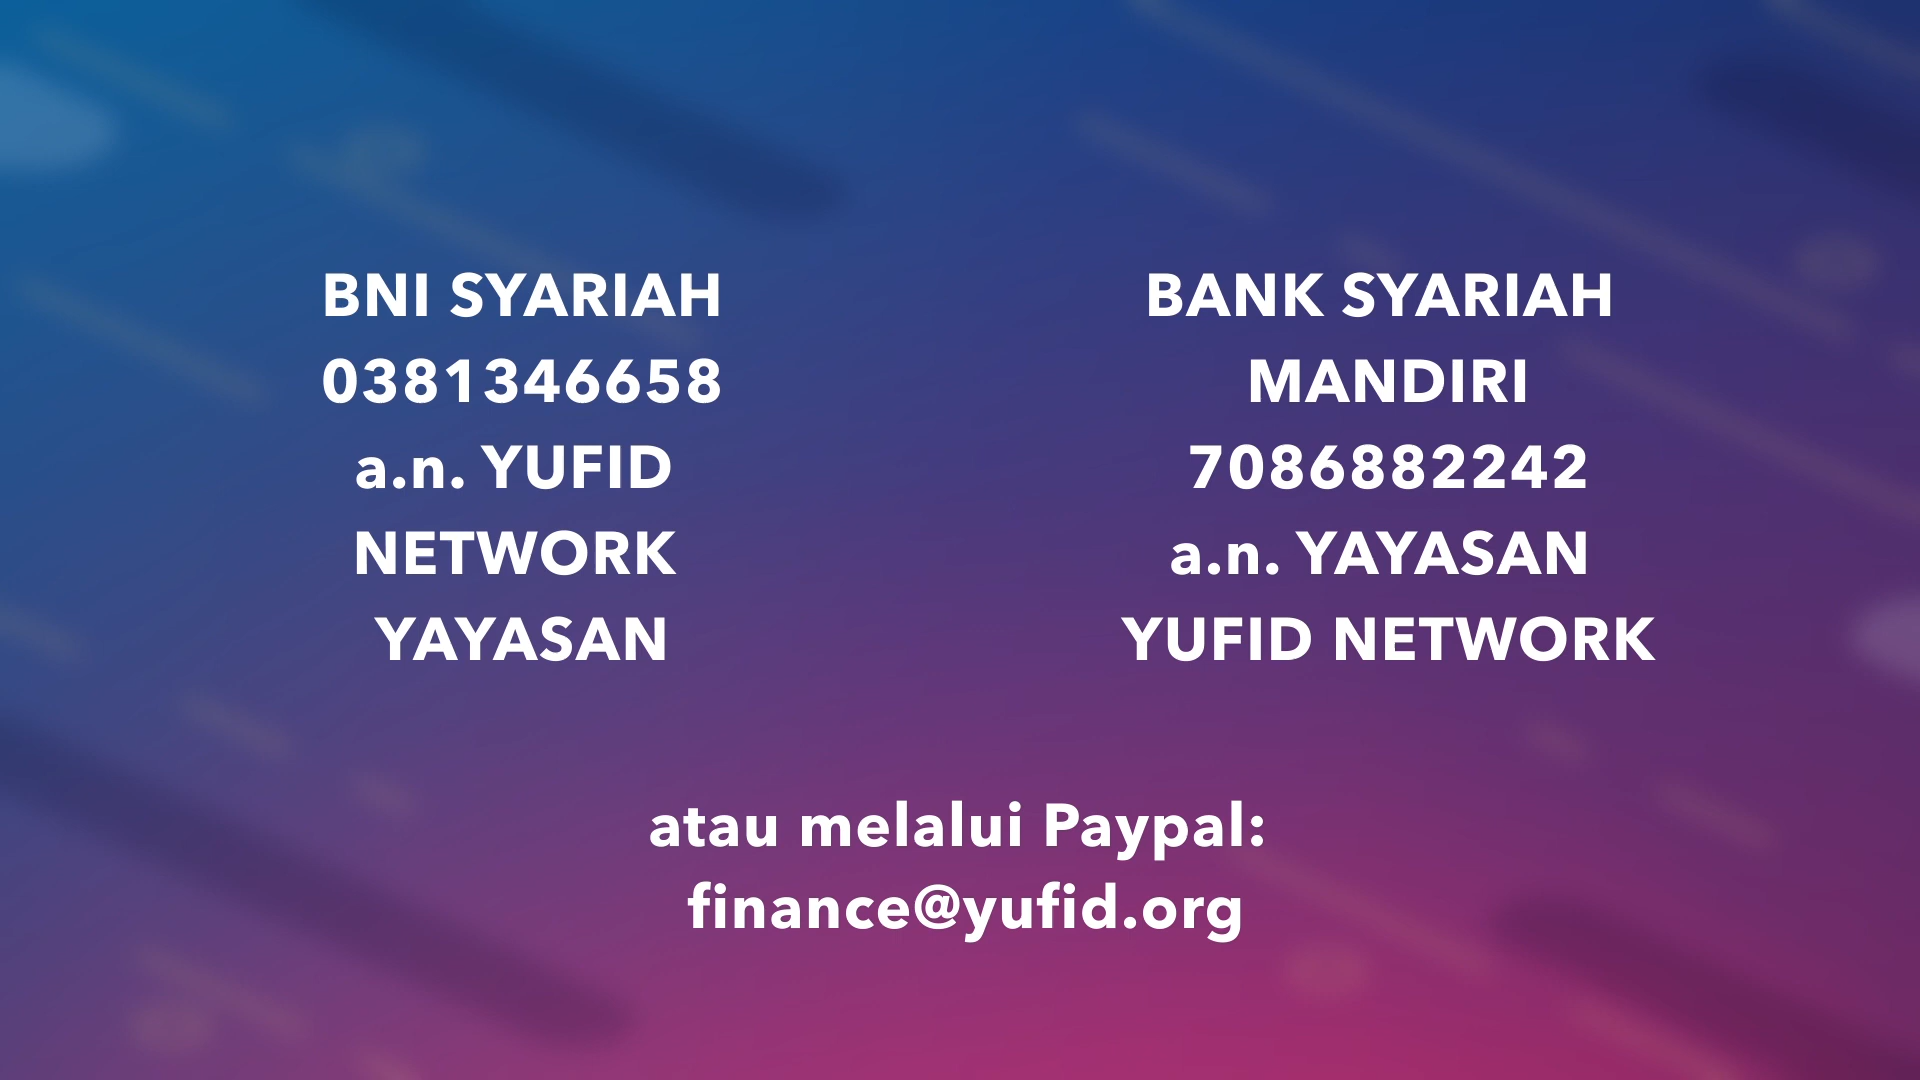 BNI SYARIAH
0381346658
a.n. YUFID
NETWORK
YAYASAN
BANK SYARIAH
MANDIRI
7086882242
a.n. YAYASAN
YUFID NETWORK
atau melalui Paypal:
finance@yufid.org